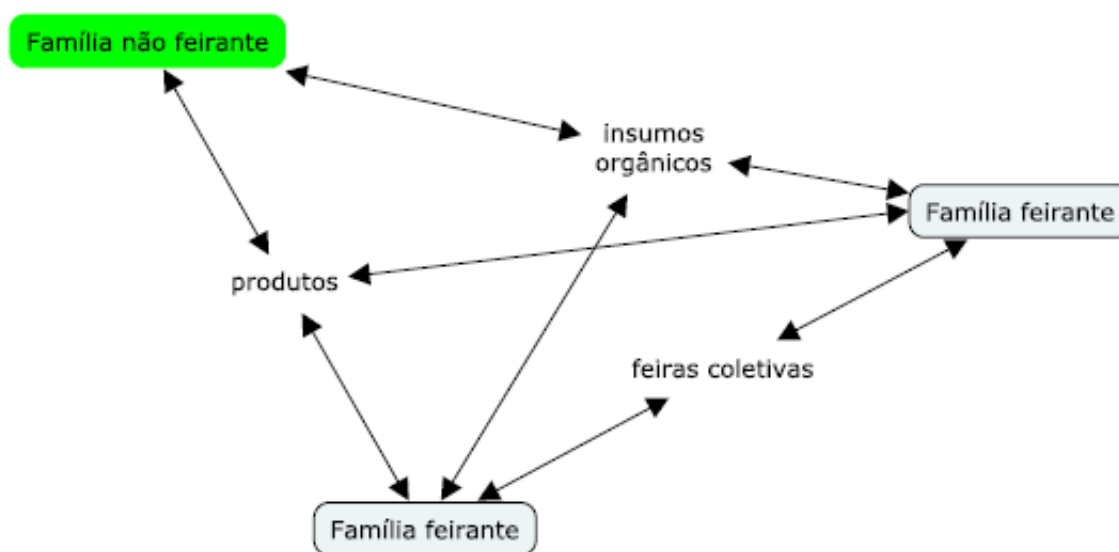 Família não feirante
insumos
orgânicos
Família feirante
produtos
feiras coletivas
Família feirante